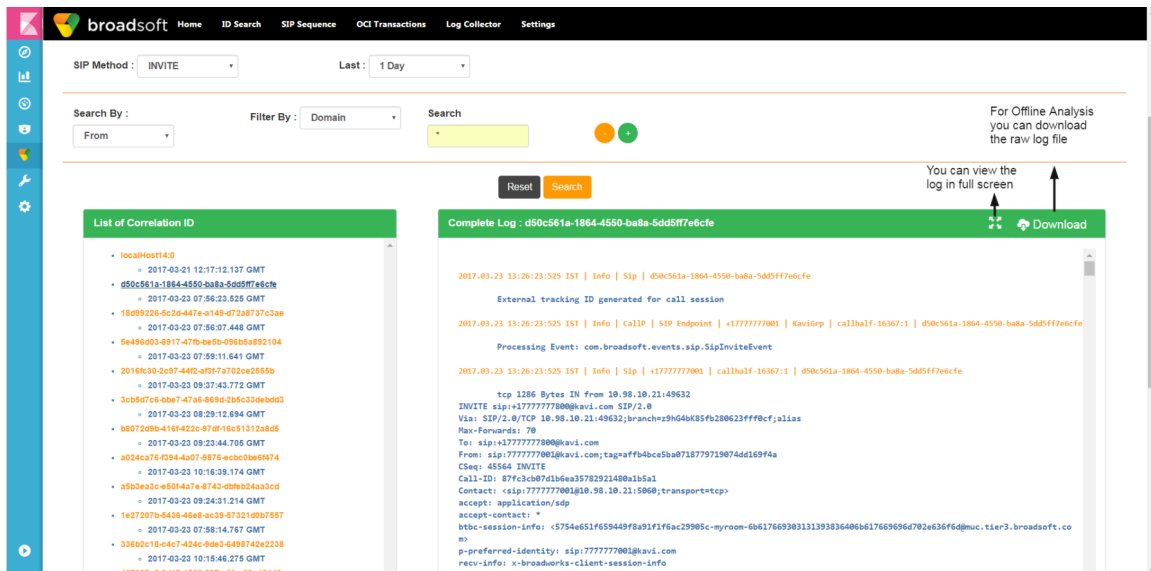 broadsoft Home ID Search SIP Sequence OCI Transactions Log Collector Settings
SIP Method : INVITE Last : 1 Day
Search By : Filter By : Domain Search
From * - +
For Offline Analysis
you can download
the raw log file
You can view the
log in full screen
Reset Search
List of Correlation ID
localHost14:0
2017-03-21 12:17:12.137 GMT
d50c561a-1864-4550-ba8a-5dd5ff7e6cfe
2017-03-23 07:56:23.525 GMT
18d99226-5c2d-447e-a149-d72a8737c3ae
2017-03-23 07:56:07.448 GMT
5e496d03-8917-47fb-be5b-096b5a892104
2017-03-23 07:59:11.641 GMT
2016fc30-2c97-44f2-af3f-7a702ce2855b
2017-03-23 09:37:43.772 GMT
3cb5d7c6-bbe7-47a6-869d-2b5c33debdd3
2017-03-23 08:29:12.694 GMT
b8072d9b-416f-422c-97df-16c51312a8d5
2017-03-23 09:23:44.705 GMT
a024ca76-f394-4a07-9876-ecbc0be6f474
2017-03-23 10:16:39.174 GMT
a5b3ea3c-e50f-4a7e-8743-dbfeb24aa3cd
2017-03-23 09:24:31.214 GMT
1e27207b-5436-46e8-ac39-57321d0b7557
2017-03-23 07:58:14.767 GMT
336b2c18-c4c7-424c-9de3-6498742e2238
2017-03-23 10:15:46.275 GMT
Complete Log : d50c561a-1864-4550-ba8a-5dd5ff7e6cfe Download
2017.03.23 13:26:23:525 IST | Info | Sip | d50c561a-1864-4550-ba8a-5dd5ff7e6cfe
External tracking ID generated for call session
2017.03.23 13:26:23:525 IST | Info | CallP | SIP Endpoint | +17777777001 | KaviGrp | callhalf-16367:1 | d50c561a-1864-4550-ba8a-5dd5ff7e6cfe
Processing Event: com.broadsoft.events.sip.SipInviteEvent
2017.03.23 13:26:23:525 IST | Info | Sip | +17777777001 | callhalf-16367:1 | d50c561a-1864-4550-ba8a-5dd5ff7e6cfe
tcp 1286 Bytes IN from 10.98.10.21:49632
INVITE sip:+17777777800@kavi.com SIP/2.0
Via: SIP/2.0/TCP 10.98.10.21:49632;branch=z9hG4bK85fb280623fff0cf;alias
Max-Forwards: 70
To: sip:+17777777800@kavi.com
From: sip:7777777001@kavi.com;tag=affb4bce5ba0718779719074dd169f4a
CSeq: 45564 INVITE
Call-ID: 87fc3cb07d1b6ea35782921480a1b5a1
Contact: <sip:7777777001@10.98.10.21:5060;transport=tcp>
accept: application/sdp
accept-contact: *
btbc-session-info: <5754e651f659449f8a91f1f6ac29905c-myroom-6b617669303131393836406b617669696d702e636f6d@muc.tier3.broadsoft.co
m>
p-preferred-identity: sip:7777777001@kavi.com
recv-info: x-broadworks-client-session-info